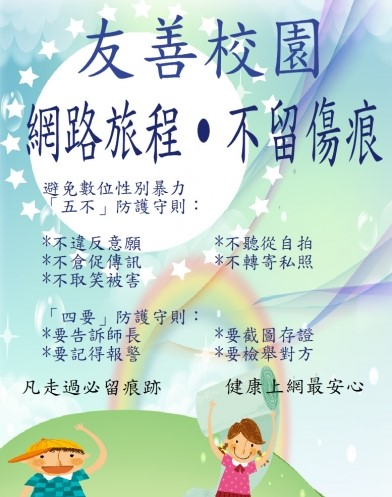 友善校園
網路旅程•不留傷痕
避免數位性別暴力
「五不」防護守則：
*不違反意願 *不聽從自拍
*不倉促傳訊 *不轉寄私照
*不取笑被害
「四要」防護守則：
*要告訴師長 *要截圖存證
*要記得報警 *要檢舉對方
凡走過必留痕跡 健康上網最安心